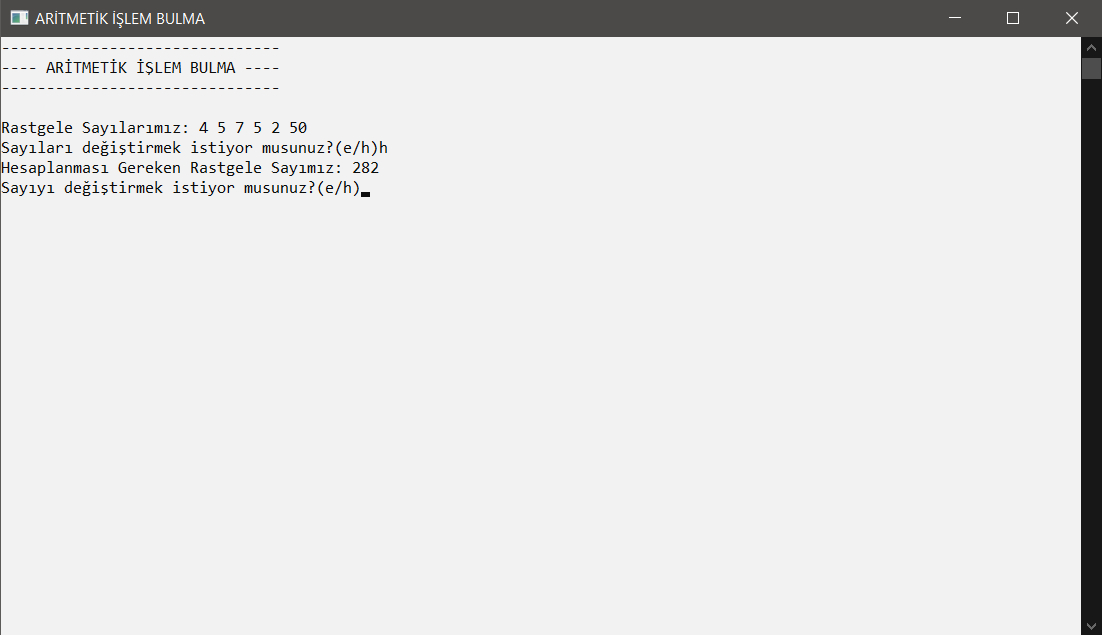 ARİTMETİK İŞLEM BULMA
-------------------------------
---- ARİTMETİK İŞLEM BULMA ----
-------------------------------
Rastgele Sayılarımız: 4 5 7 5 2 50
Sayıları değiştirmek istiyor musunuz?(e/h)h
Hesaplanması Gereken Rastgele Sayımız: 282
Sayıyı değiştirmek istiyor musunuz?(e/h)